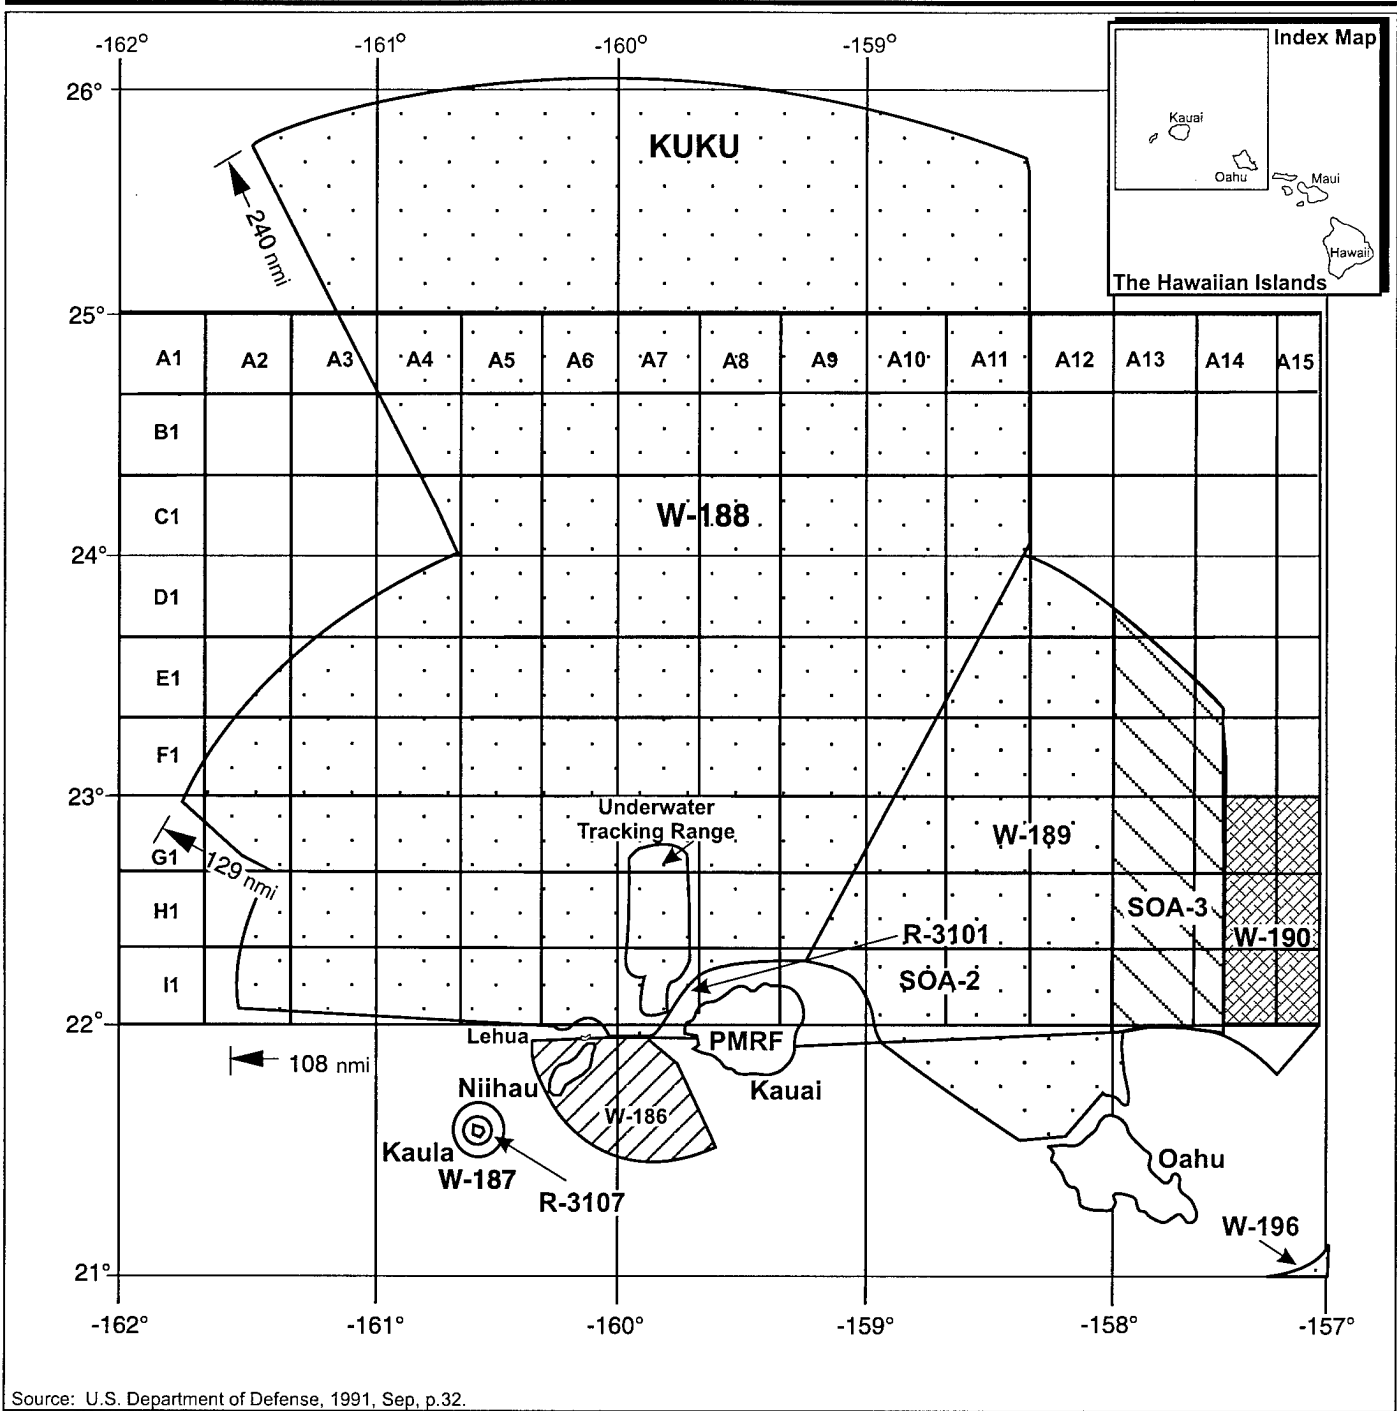 -162°
-161°
-160°
-159°
Index Map
Kauai
Oahu
Maui
Hawaii
The Hawaiian Islands
26°
KUKU
240 nmi
25°
A1 A2 A3 A4 A5 A6 A7 A8 A9 A10 A11 A12 A13 A14 A15
B1
C1
W-188
24°
D1
E1
F1
23°
Underwater
Tracking Range
W-189
G1
129 nmi
H1
SOA-3
R-3101
W-190
I1
SOA-2
22°
Lehua
PMRF
108 nmi
Niihau
Kauai
W-186
Kaula
W-187
Oahu
R-3107
W-196
21°
-162°
-161°
-160°
-159°
-158°
-157°
Source: U.S. Department of Defense, 1991, Sep, p.32.